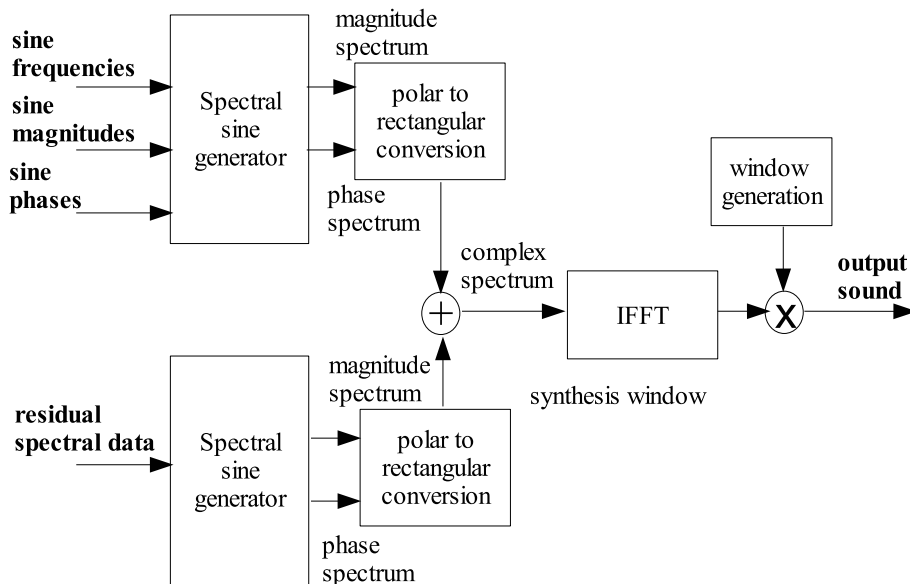 sine
frequencies
sine
magnitudes
sine
phases
Spectral
sine
generator
magnitude
spectrum
polar to
rectangular
conversion
phase
spectrum
window
generation
complex
spectrum
+
IFFT
X
output
sound
synthesis window
residual
spectral data
Spectral
sine
generator
magnitude
spectrum
polar to
rectangular
conversion
phase
spectrum